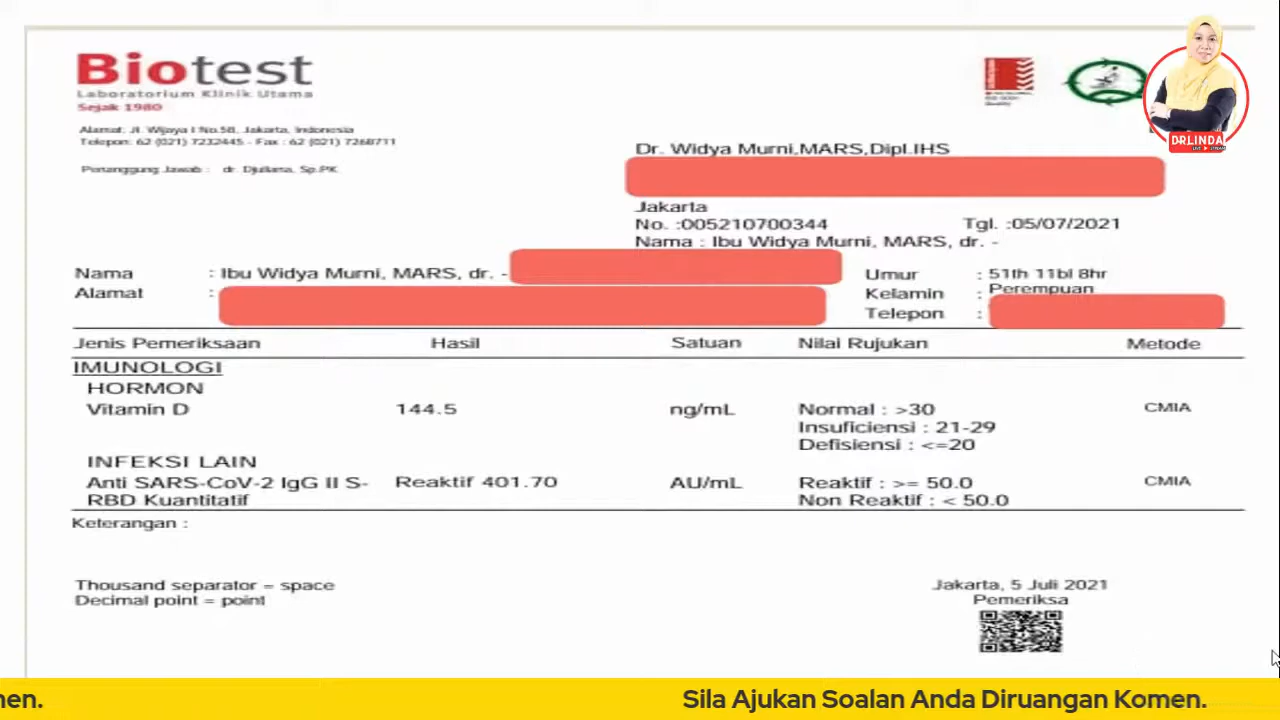 Biotest
Laboratorium Klinik Utama
Sejak 1980
Alamat: Jl. Wijaya I No.5B, Jakarta, Indonesia
Telepon: 62 (021) 7232445 - Fax : 62 (021) 7268711
Penanggung Jawab : dr. Djuliana, Sp.PK
DRLINDA
Dr. Widya Murni,MARS,Dipl.IHS
Jakarta
No. :005210700344 Tgl. :05/07/2021
Nama : Ibu Widya Murni, MARS, dr. -
Nama : Ibu Widya Murni, MARS, dr. - Umur : 51th 11bl 8hr
Alamat : Kelamin : Perempuan
Telepon :
Jenis Pemeriksaan Hasil Satuan Nilai Rujukan Metode
IMUNOLOGI
HORMON
Vitamin D 144.5 ng/mL Normal : >30 CMIA
Insuficiensi : 21-29
Defisiensi : <=20
INFEKSI LAIN
Anti SARS-CoV-2 IgG II S- Reaktif 401.70 AU/mL Reaktif : >= 50.0 CMIA
RBD Kuantitatif Non Reaktif : < 50.0
Keterangan :
Thousand separator = space
Decimal point = point
Jakarta, 5 Juli 2021
Pemeriksa
men. Sila Ajukan Soalan Anda Diruangan Komen.